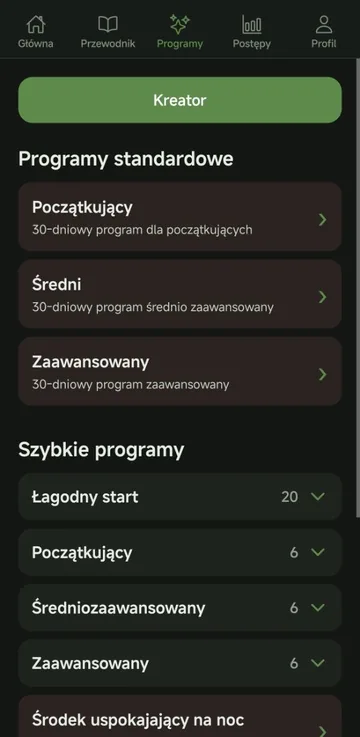 Główna
Przewodnik
Programy
Postępy
Profil
Kreator
Programy standardowe
Początkujący
30-dniowy program dla początkujących
Średni
30-dniowy program średnio zaawansowany
Zaawansowany
30-dniowy program zaawansowany
Szybkie programy
Łagodny start 20
Początkujący 6
Średniozaawansowany 6
Zaawansowany 6
Środek uspokajający na noc